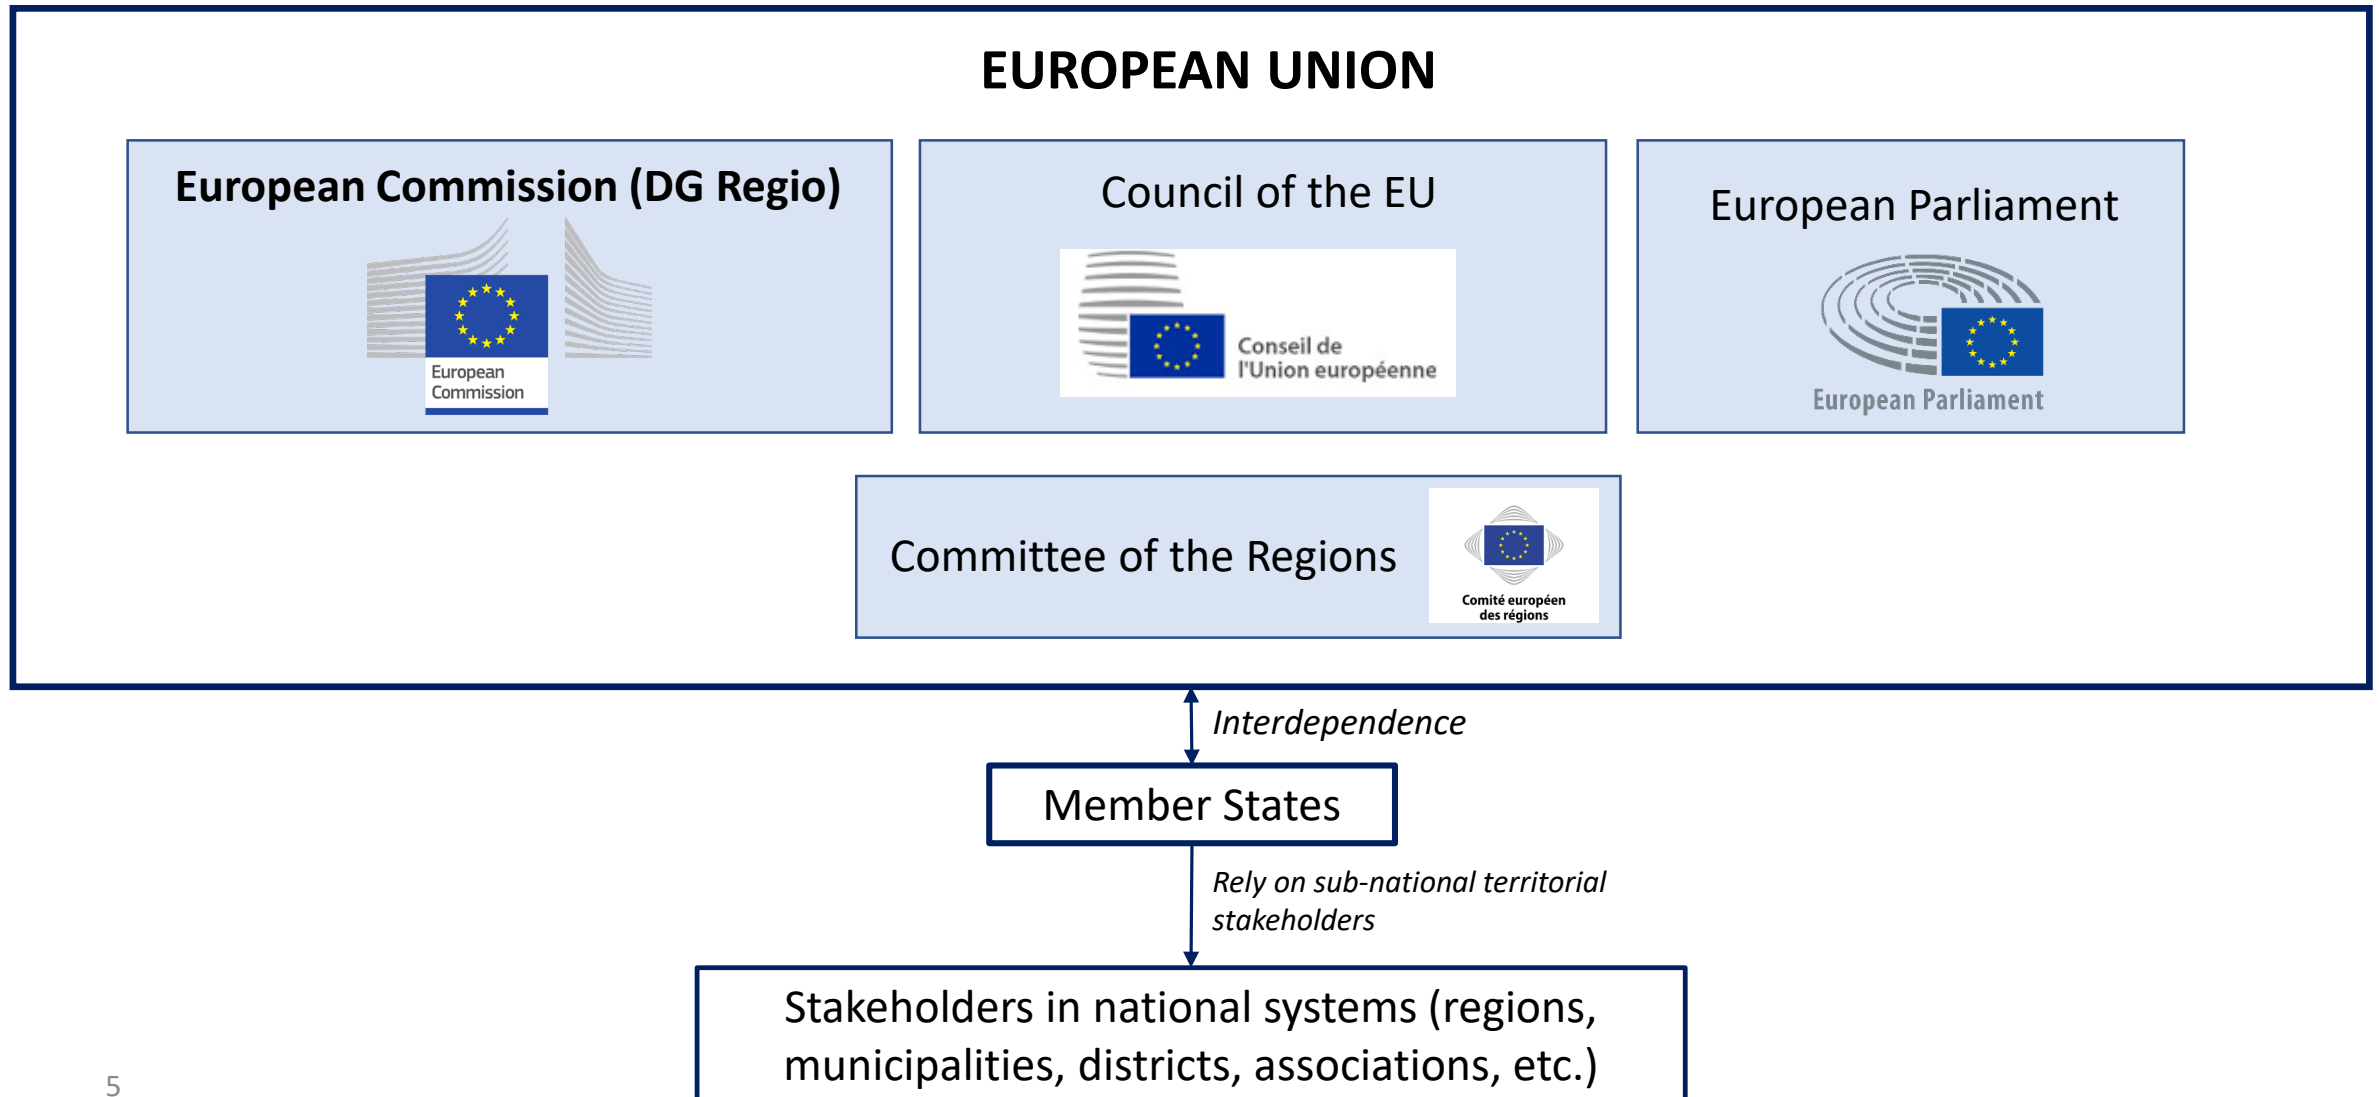 EUROPEAN UNION
European Commission (DG Regio)
European
Commission
Council of the EU
Conseil de
l'Union européenne
European Parliament
European Parliament
Committee of the Regions
Comité européen
des régions
Interdependence
Member States
Rely on sub-national territorial
stakeholders
Stakeholders in national systems (regions,
municipalities, districts, associations, etc.)
5